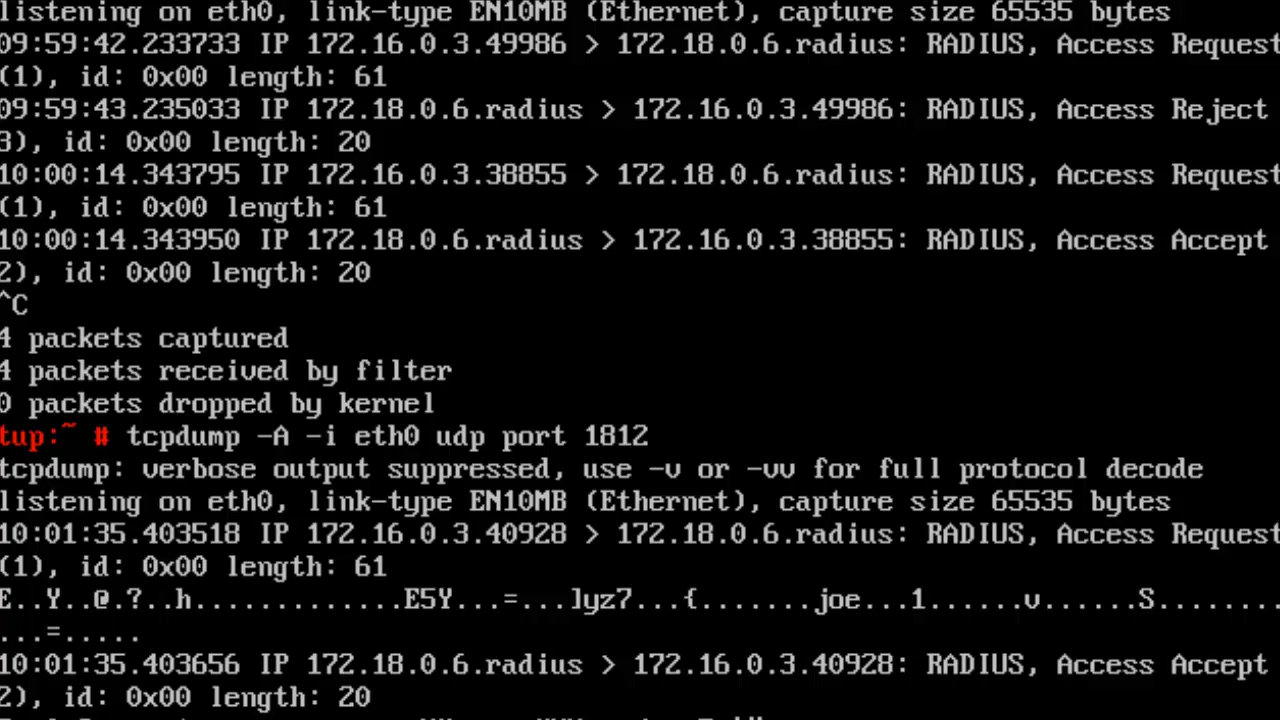 listening on eth0, link-type EN10MB (Ethernet), capture size 65535 bytes
09:59:42.233733 IP 172.16.0.3.49986 > 172.18.0.6.radius: RADIUS, Access Request
(1), id: 0x00 length: 61
09:59:43.235033 IP 172.18.0.6.radius > 172.16.0.3.49986: RADIUS, Access Reject
3), id: 0x00 length: 20
10:00:14.343795 IP 172.16.0.3.38855 > 172.18.0.6.radius: RADIUS, Access Request
(1), id: 0x00 length: 61
10:00:14.343950 IP 172.18.0.6.radius > 172.16.0.3.38855: RADIUS, Access Accept
2), id: 0x00 length: 20
^C
4 packets captured
4 packets received by filter
0 packets dropped by kernel
tup:~ # tcpdump -A -i eth0 udp port 1812
tcpdump: verbose output suppressed, use -v or -vv for full protocol decode
listening on eth0, link-type EN10MB (Ethernet), capture size 65535 bytes
10:01:35.403518 IP 172.16.0.3.40928 > 172.18.0.6.radius: RADIUS, Access Request
(1), id: 0x00 length: 61
E..Y..@.?..h.............E5Y...=...]yz7...{.......joe...1......v......S........
...=.....
10:01:35.403656 IP 172.18.0.6.radius > 172.16.0.3.40928: RADIUS, Access Accept
2), id: 0x00 length: 20